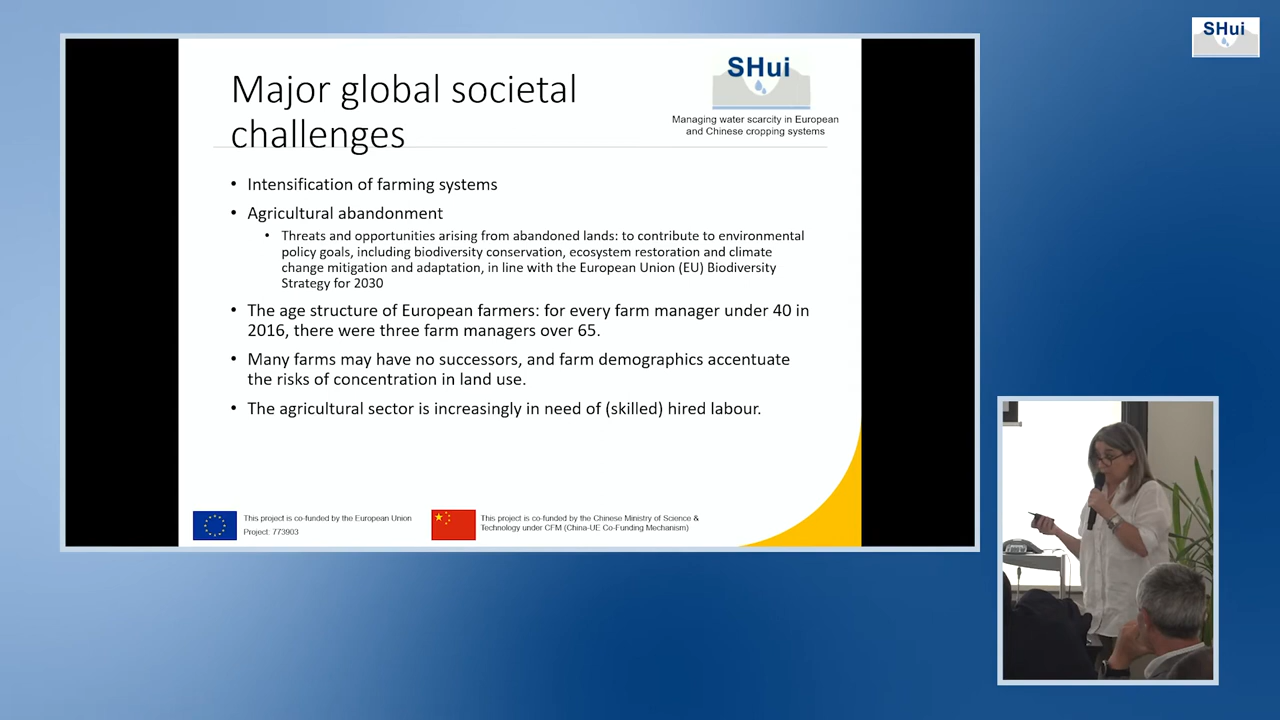 SHui
Major global societal
challenges
SHui
Managing water scarcity in European
and Chinese cropping systems
• Intensification of farming systems
• Agricultural abandonment
• Threats and opportunities arising from abandoned lands: to contribute to environmental
policy goals, including biodiversity conservation, ecosystem restoration and climate
change mitigation and adaptation, in line with the European Union (EU) Biodiversity
Strategy for 2030
• The age structure of European farmers: for every farm manager under 40 in
2016, there were three farm managers over 65.
• Many farms may have no successors, and farm demographics accentuate
the risks of concentration in land use.
• The agricultural sector is increasingly in need of (skilled) hired labour.
This project is co-funded by the European Union
Project: 773903
This project is co-funded by the Chinese Ministry of Science &
Technology under CFM (China-UE Co-Funding Mechanism)